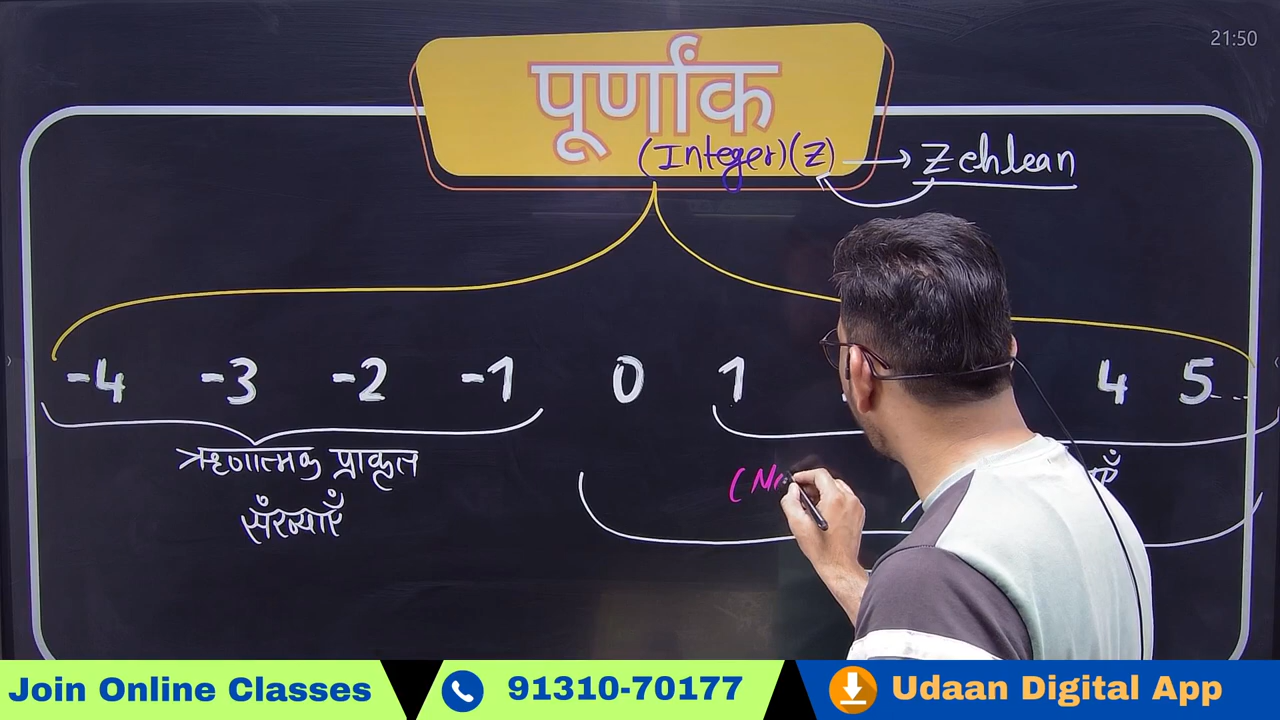 21:50
पूर्णांक
(Integer)(Z) → Zehlean
-4 -3 -2 -1 0 1 4 5...
ऋणात्मक प्राकृत
सँख्याएँ
Join Online Classes
91310-70177
Udaan Digital App